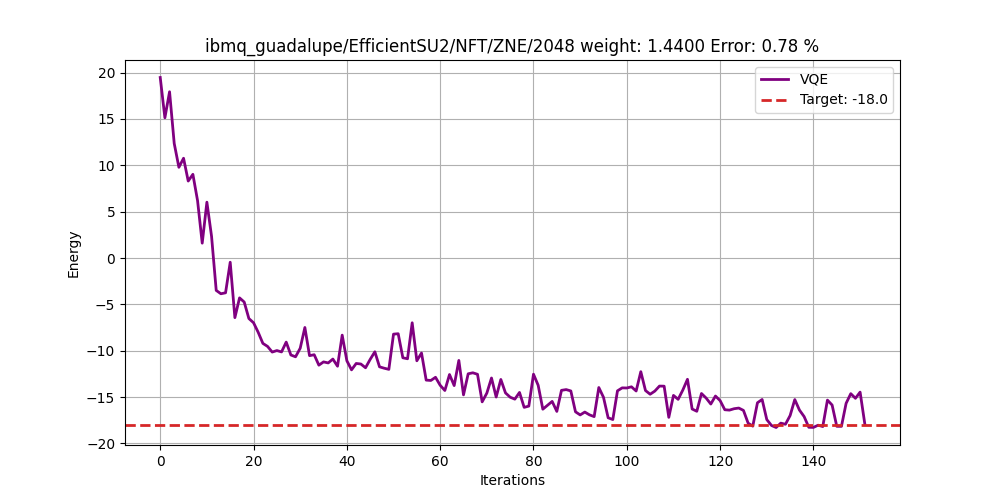 ibmq_guadalupe/EfficientSU2/NFT/ZNE/2048 weight: 1.4400 Error: 0.78 %
VQE
Target: -18.0
Energy
20
15
10
5
0
−5
−10
−15
−20
0 20 40 60 80 100 120 140
Iterations